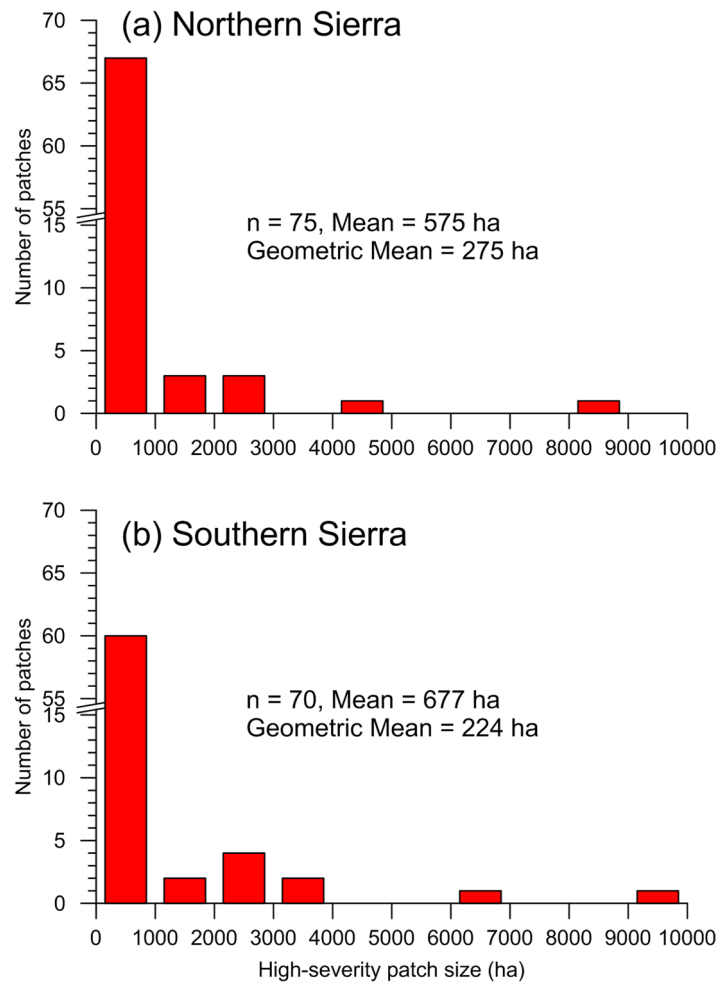 (a) Northern Sierra
70
65
60
55
15
10
5
0
Number of patches
n = 75, Mean = 575 ha
Geometric Mean = 275 ha
0 1000 2000 3000 4000 5000 6000 7000 8000 9000 10000
(b) Southern Sierra
70
65
60
55
15
10
5
0
Number of patches
n = 70, Mean = 677 ha
Geometric Mean = 224 ha
0 1000 2000 3000 4000 5000 6000 7000 8000 9000 10000
High-severity patch size (ha)